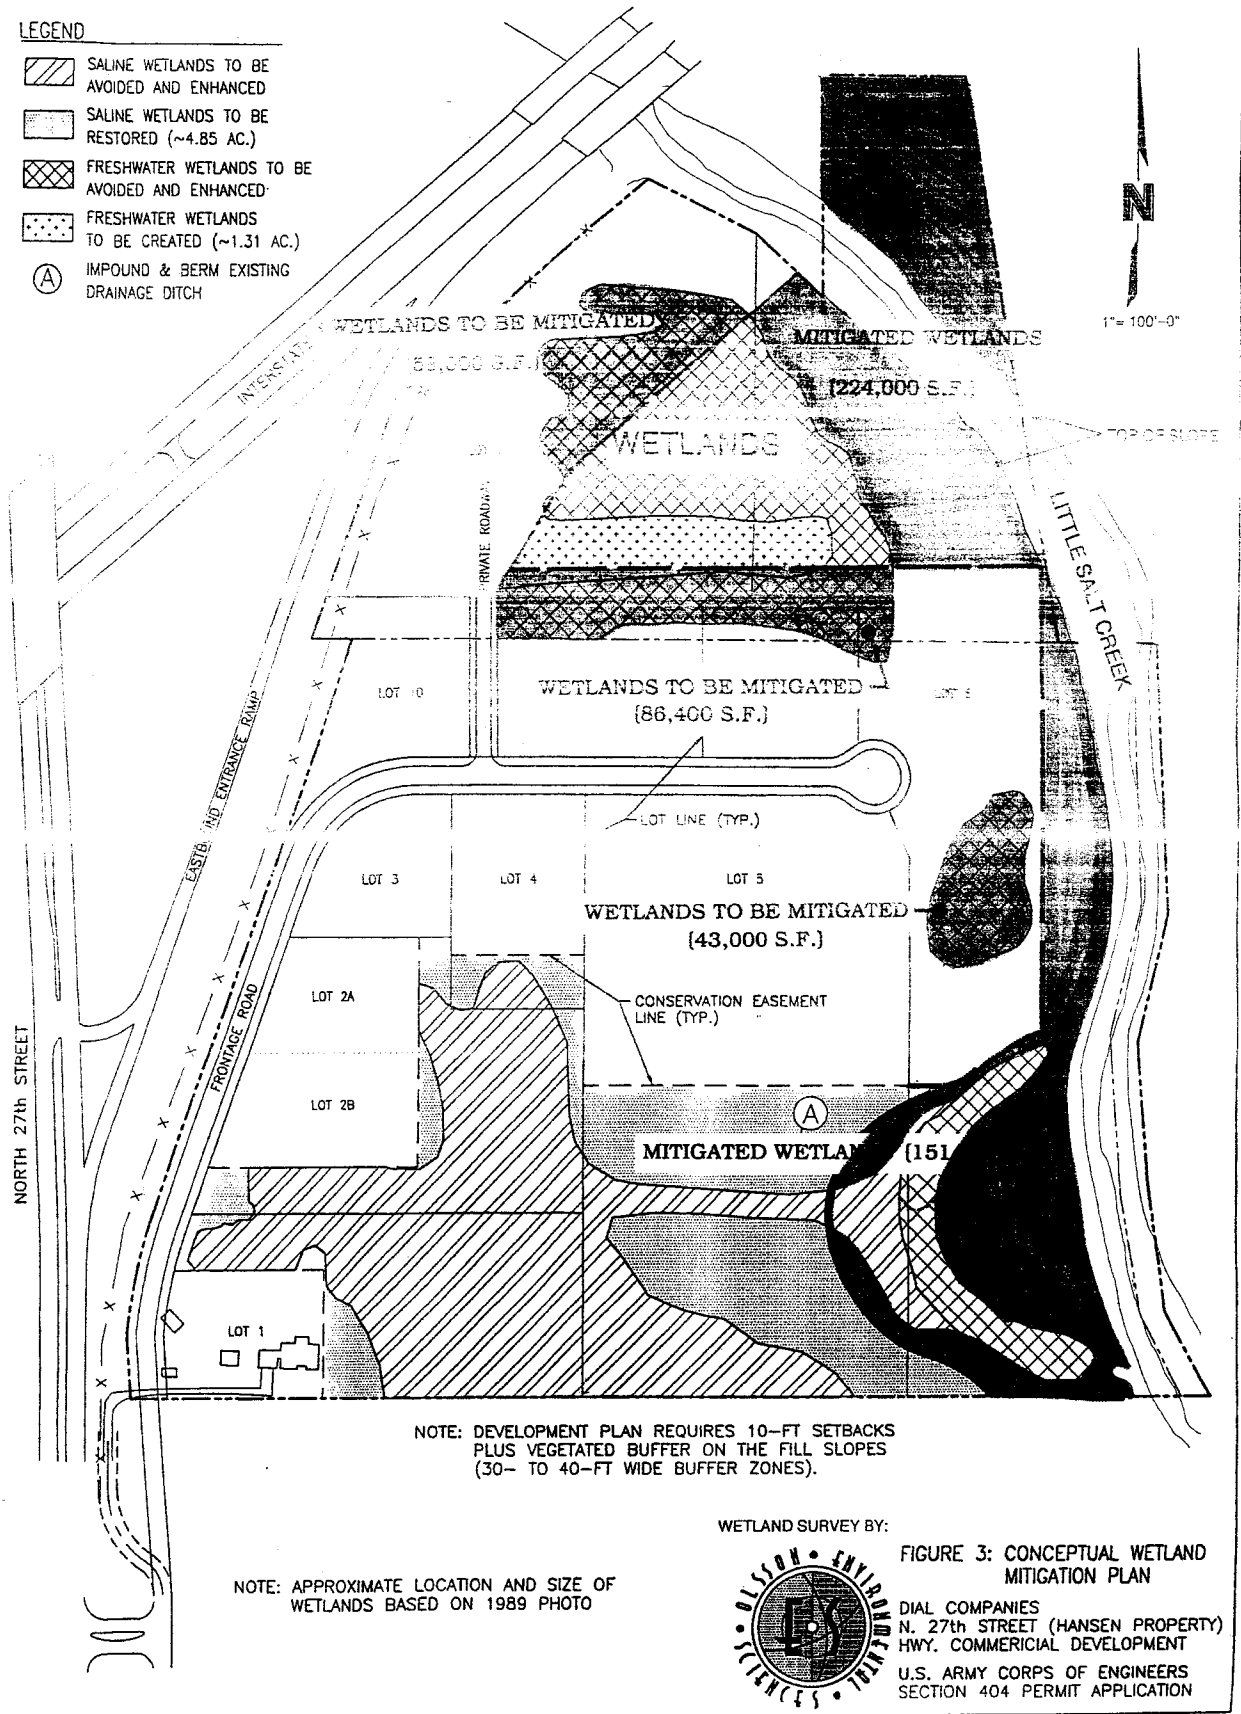 LEGEND
SALINE WETLANDS TO BE
AVOIDED AND ENHANCED
SALINE WETLANDS TO BE
RESTORED (~4.85 AC.)
FRESHWATER WETLANDS TO BE
AVOIDED AND ENHANCED
FRESHWATER WETLANDS
TO BE CREATED (~1.31 AC.)
A
IMPOUND & BERM EXISTING
DRAINAGE DITCH
N
1"= 100'-0"
WETLANDS TO BE MITIGATED
MITIGATED WETLANDS
[224,000 S.F.]
INTERSTATE
WETLANDS
TOP OF SLOPE
PRIVATE ROADWAY
LITTLE SALT CREEK
LOT 10
WETLANDS TO BE MITIGATED
[86,400 S.F.]
EASTBOUND ENTRANCE RAMP
LOT LINE (TYP.)
LOT 3
LOT 4
LOT 5
WETLANDS TO BE MITIGATED
[43,000 S.F.]
LOT 2A
CONSERVATION EASEMENT
LINE (TYP.)
FRONTAGE ROAD
NORTH 27th STREET
LOT 2B
A
MITIGATED WETLAN [151
LOT 1
NOTE: DEVELOPMENT PLAN REQUIRES 10-FT SETBACKS
PLUS VEGETATED BUFFER ON THE FILL SLOPES
(30- TO 40-FT WIDE BUFFER ZONES).
WETLAND SURVEY BY:
OLSSON ENVIRONMENTAL SCIENCES
ES
NOTE: APPROXIMATE LOCATION AND SIZE OF
WETLANDS BASED ON 1989 PHOTO
FIGURE 3: CONCEPTUAL WETLAND
MITIGATION PLAN
DIAL COMPANIES
N. 27th STREET (HANSEN PROPERTY)
HWY. COMMERICIAL DEVELOPMENT
U.S. ARMY CORPS OF ENGINEERS
SECTION 404 PERMIT APPLICATION